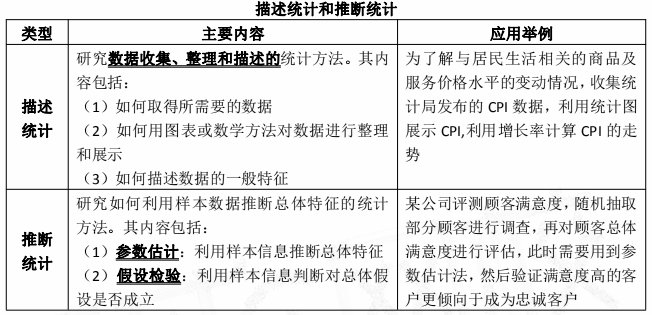 描述统计和推断统计
类型
主要内容
应用举例
描述
统计
研究数据收集、整理和描述的统计方法。其内
容包括：
（1）如何取得所需要的数据
（2）如何用图表或数学方法对数据进行整理
和展示
（3）如何描述数据的一般特征
为了解与居民生活相关的商品及
服务价格水平的变动情况，收集统
计局发布的 CPI 数据，利用统计图
展示 CPI,利用增长率计算 CPI 的走
势
推断
统计
研究如何利用样本数据推断总体特征的统计
方法。其内容包括：
（1）参数估计：利用样本信息推断总体特征
（2）假设检验：利用样本信息判断对总体假
设是否成立
某公司评测顾客满意度，随机抽取
部分顾客进行调查，再对顾客总体
满意度进行评估，此时需要用到参
数估计法，然后验证满意度高的客
户更倾向于成为忠诚客户